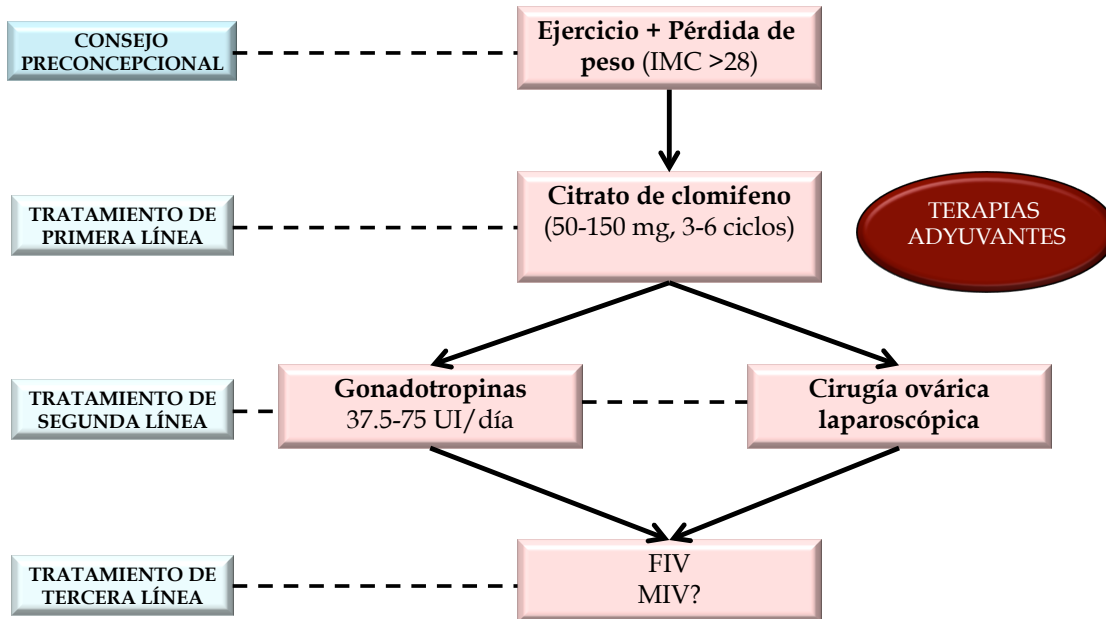 CONSEJO
PRECONCEPCIONAL
Ejercicio + Pérdida de
peso (IMC >28)
TRATAMIENTO DE
PRIMERA LÍNEA
Citrato de clomifeno
(50-150 mg, 3-6 ciclos)
TERAPIAS
ADYUVANTES
TRATAMIENTO DE
SEGUNDA LÍNEA
Gonadotropinas
37.5-75 UI/día
Cirugía ovárica
laparoscópica
TRATAMIENTO DE
TERCERA LÍNEA
FIV
MIV?